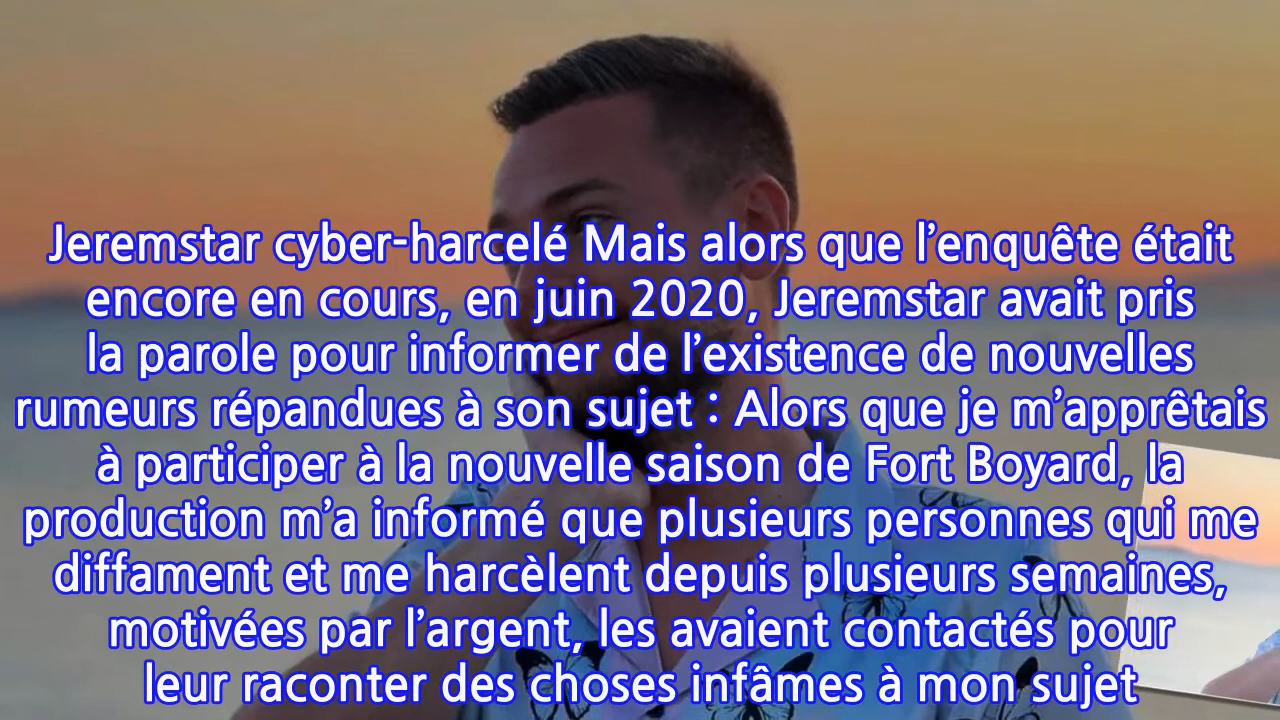 Jeremstar cyber-harcelé Mais alors que l’enquête était
encore en cours, en juin 2020, Jeremstar avait pris
la parole pour informer de l’existence de nouvelles
rumeurs répandues à son sujet : Alors que je m’apprêtais
à participer à la nouvelle saison de Fort Boyard, la
production m’a informé que plusieurs personnes qui me
diffament et me harcèlent depuis plusieurs semaines,
motivées par l’argent, les avaient contactés pour
leur raconter des choses infâmes à mon sujet